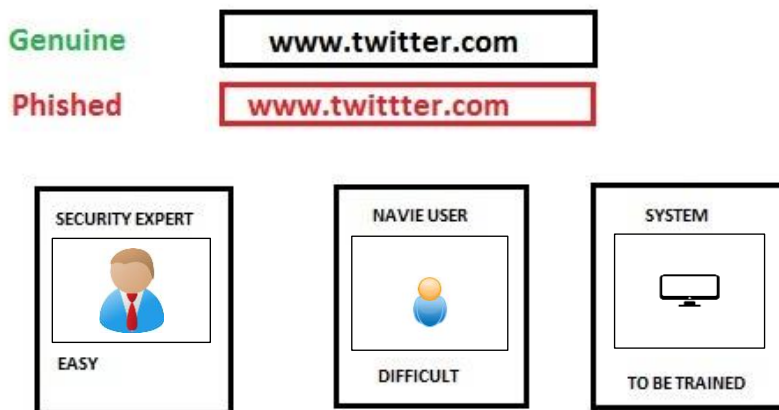 Genuine www.twitter.com
Phished www.twittter.com
SECURITY EXPERT
EASY
NAVIE USER
DIFFICULT
SYSTEM
TO BE TRAINED